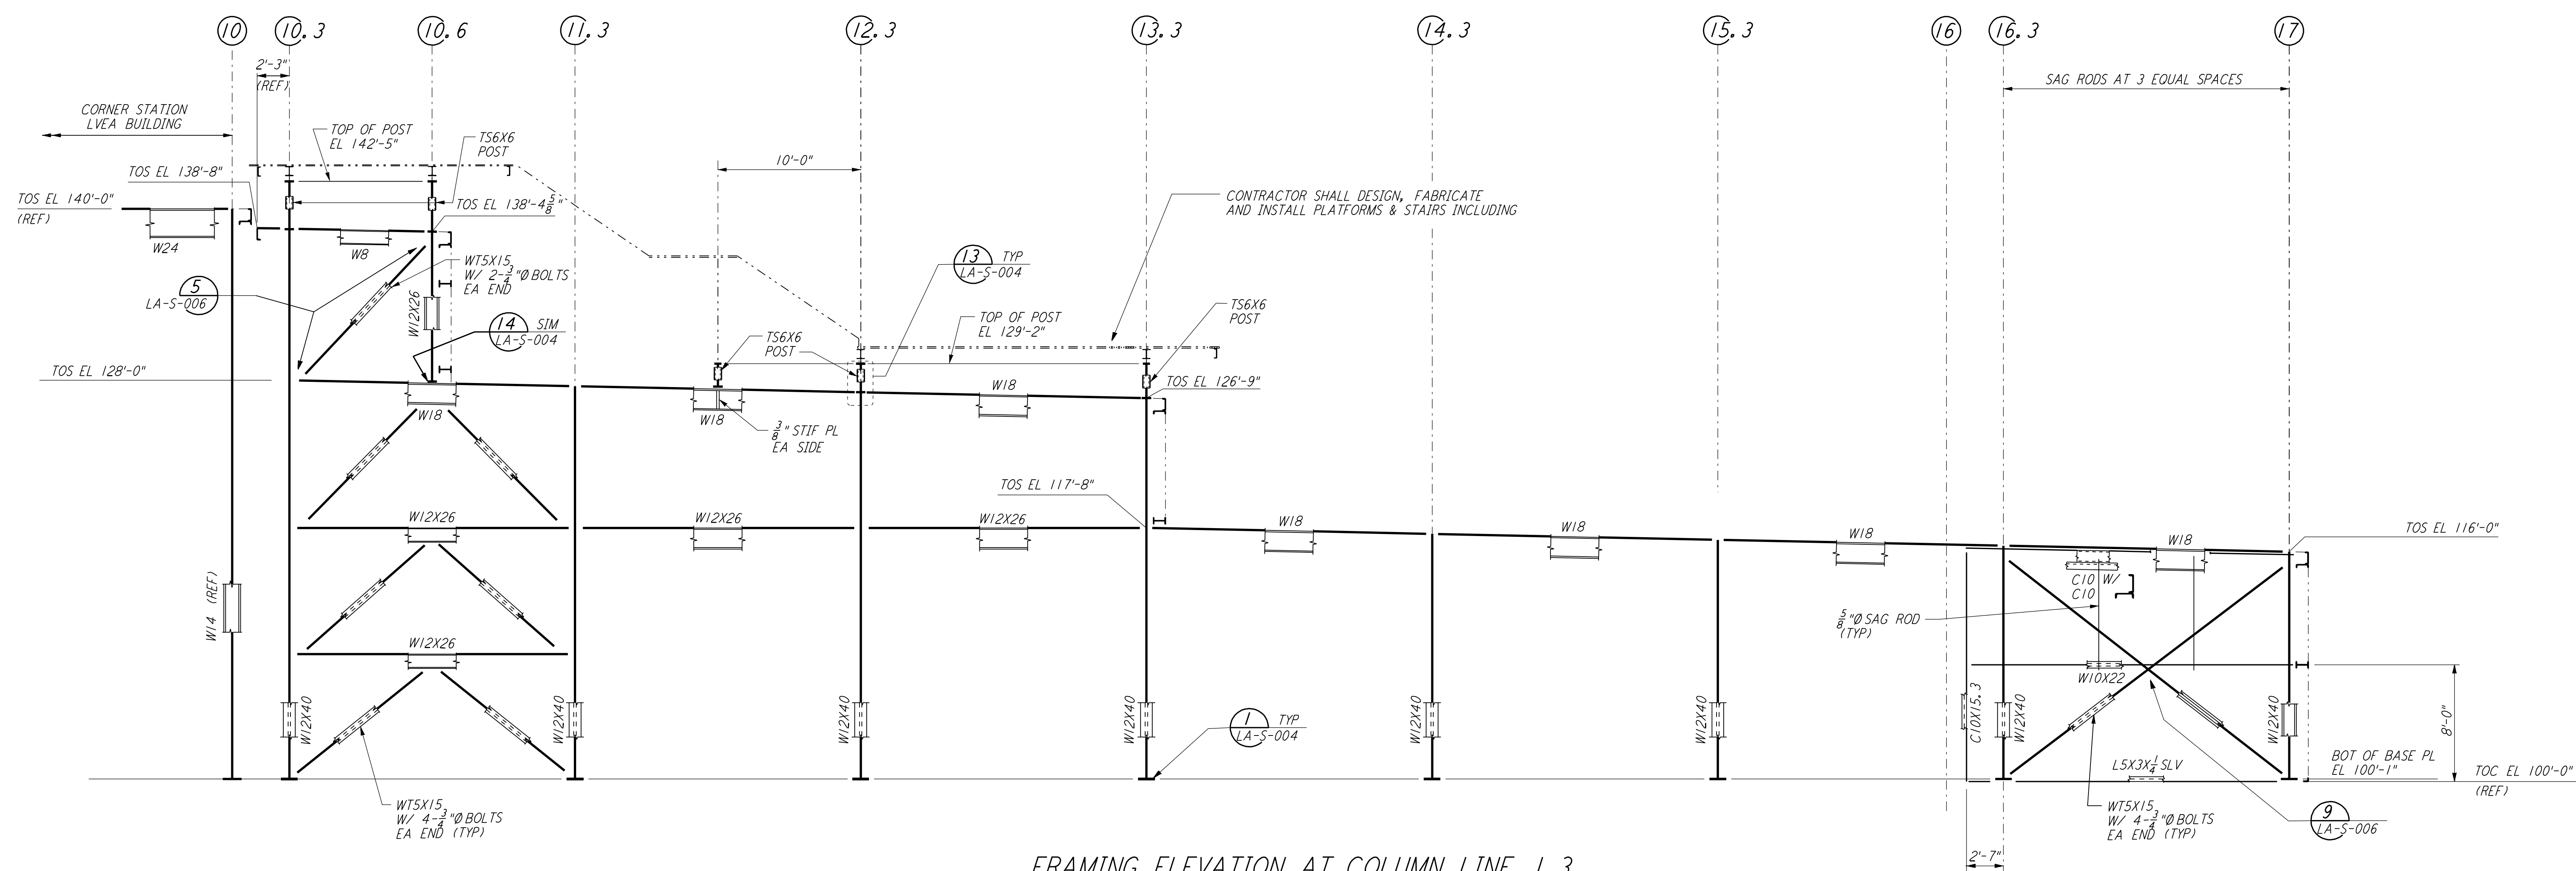 10
10.3
10.6
11.3
12.3
13.3
14.3
15.3
16
16.3
17
2'-3"
(REF)
SAG RODS AT 3 EQUAL SPACES
CORNER STATION
LVEA BUILDING
TOP OF POST
EL 142'-5"
TS6X6
POST
10'-0"
TOS EL 138'-8"
TOS EL 140'-0"
(REF)
TOS EL 138'-4 5/8"
CONTRACTOR SHALL DESIGN, FABRICATE
AND INSTALL PLATFORMS & STAIRS INCLUDING
W24
W8
WT5X15
W/ 2-3/4"Ø BOLTS
EA END
13
TYP
LA-S-004
5
LA-S-006
W12X26
14
SIM
LA-S-004
TS6X6
POST
TOP OF POST
EL 129'-2"
TS6X6
POST
TOS EL 128'-0"
TOS EL 126'-9"
W18
W18
W18
3/8" STIF PL
EA SIDE
TOS EL 117'-8"
W12X26
W12X26
W12X26
W18
W18
W18
W18
TOS EL 116'-0"
W14 (REF)
C10 W/
C10
5/8"Ø SAG ROD
(TYP)
W12X26
W10X22
W12X40
W12X40
W12X40
W12X40
W12X40
W12X40
C10X15.3
W12X40
W12X40
8'-0"
1
TYP
LA-S-004
L5X3X1/4 SLV
BOT OF BASE PL
EL 100'-1"
TOC EL 100'-0"
(REF)
WT5X15
W/ 4-3/4"Ø BOLTS
EA END (TYP)
WT5X15
W/ 4-3/4"Ø BOLTS
EA END (TYP)
9
LA-S-006
2'-7"
FRAMING ELEVATION AT COLUMN LINE